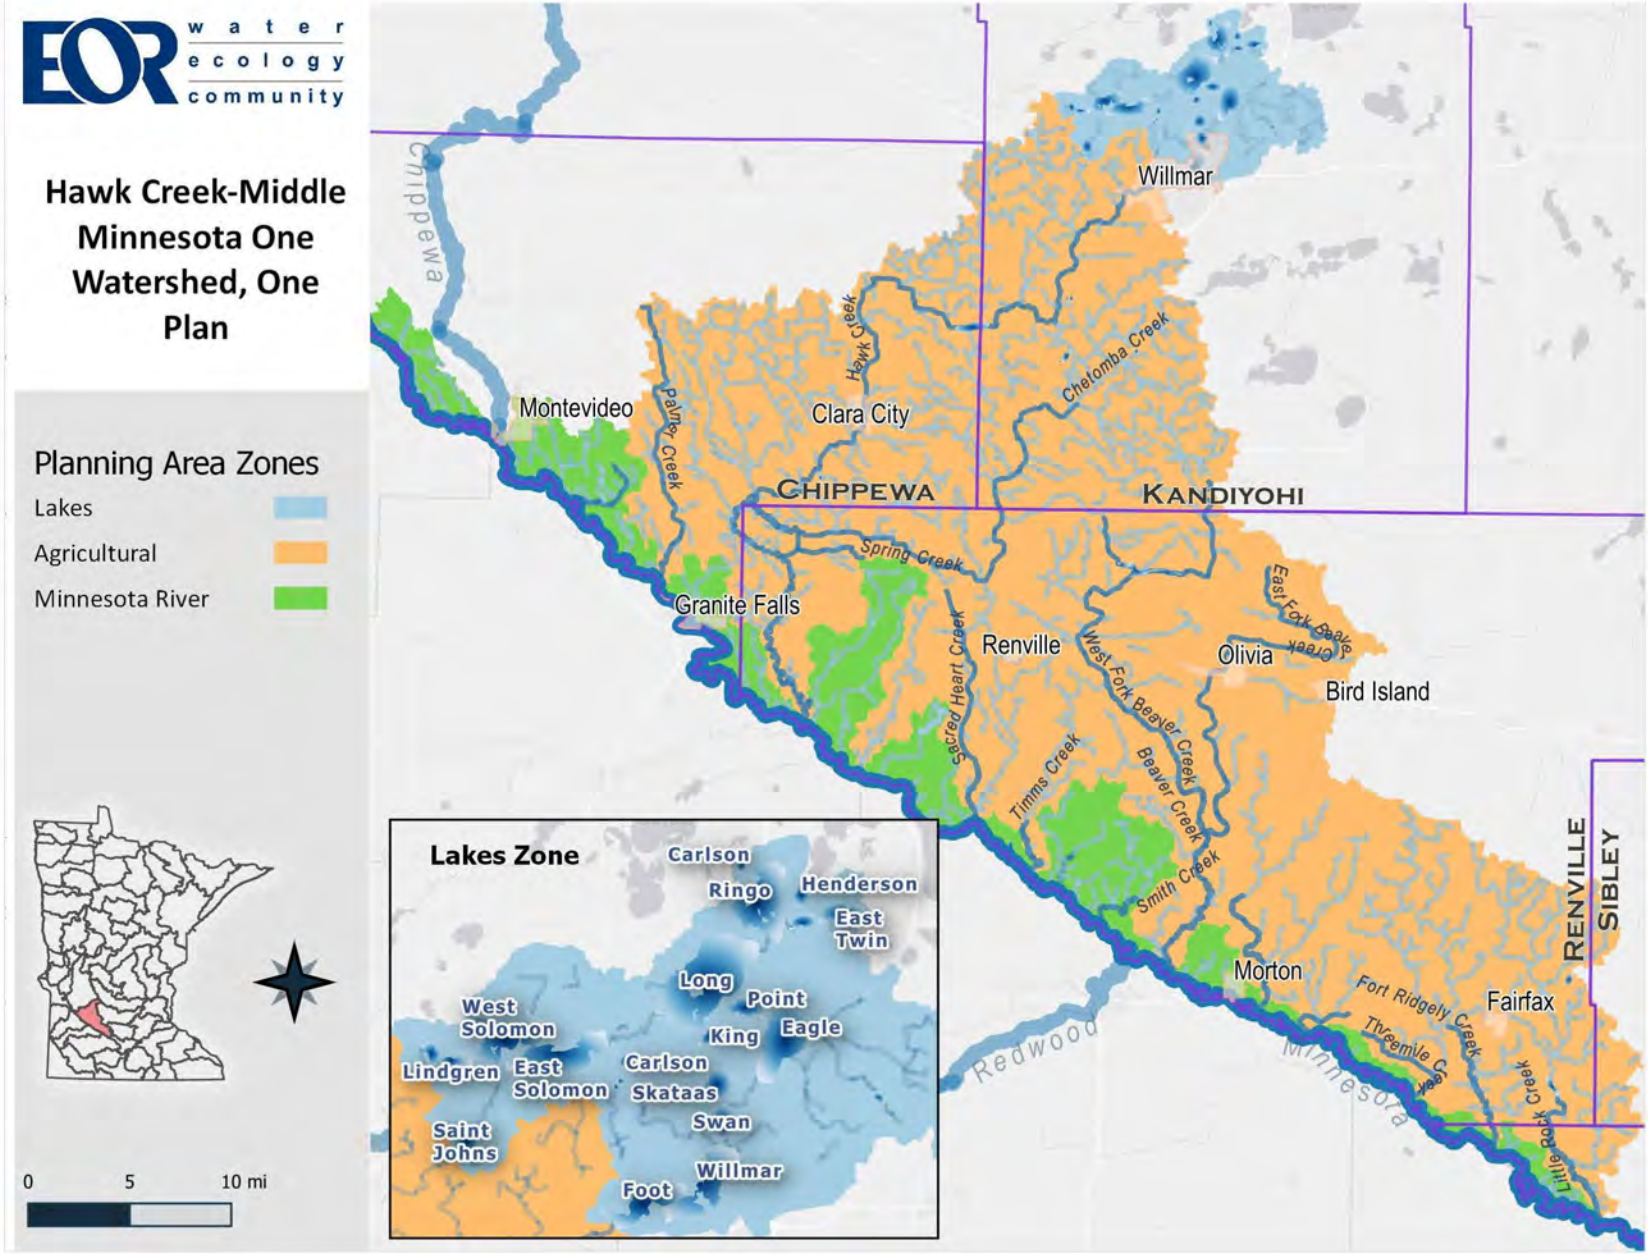 EOR
water
ecology
community
Hawk Creek-Middle
Minnesota One
Watershed, One
Plan
Planning Area Zones
Lakes
Agricultural
Minnesota River
0 5 10 mi
Chippewa
Willmar
Hawk Creek
Chetomba Creek
Montevideo
Palmer Creek
Clara City
CHIPPEWA
KANDIYOHI
Spring Creek
Granite Falls
Sacred Heart Creek
Renville
West Fork Beaver Creek
East Fork Beaver
Creek
Olivia
Bird Island
Timms Creek
Beaver Creek
Smith Creek
RENVILLE
SIBLEY
Morton
Fort Ridgely Creek
Fairfax
Threemile Creek
Little Rock Creek
Redwood
Minnesota
Lakes Zone
Carlson
Ringo
Henderson
East
Twin
Long
Point
West
Solomon
King
Eagle
Lindgren
East
Solomon
Carlson
Skataas
Swan
Saint
Johns
Willmar
Foot